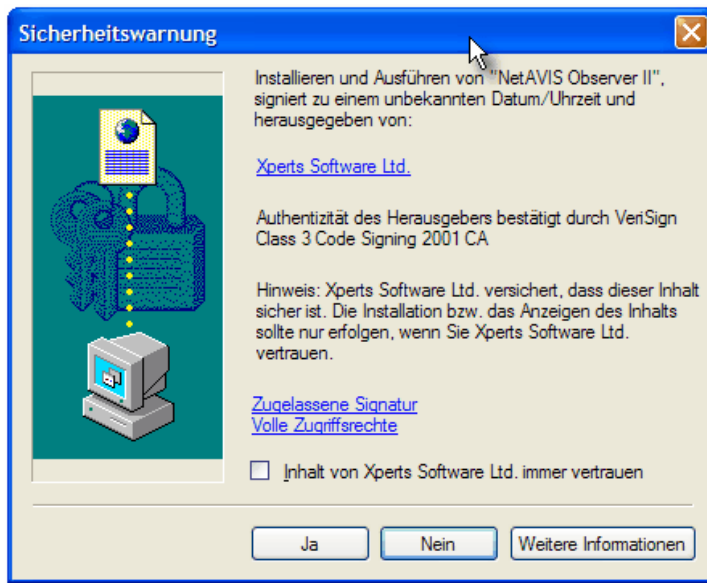 Sicherheitswarnung
Installieren und Ausführen von "NetAVIS Observer II",
signiert zu einem unbekannten Datum/Uhrzeit und
herausgegeben von:
Xperts Software Ltd.
Authentizität des Herausgebers bestätigt durch VeriSign
Class 3 Code Signing 2001 CA
Hinweis: Xperts Software Ltd. versichert, dass dieser Inhalt
sicher ist. Die Installation bzw. das Anzeigen des Inhalts
sollte nur erfolgen, wenn Sie Xperts Software Ltd.
vertrauen.
Zugelassene Signatur
Volle Zugriffsrechte
Inhalt von Xperts Software Ltd. immer vertrauen
Ja
Nein
Weitere Informationen